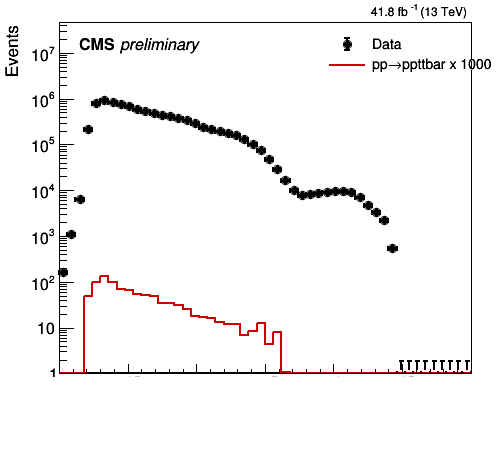 41.8 fb⁻¹ (13 TeV)
CMS preliminary
Data
pp→ppttbar x 1000
Events
10⁷
10⁶
10⁵
10⁴
10³
10²
10
1